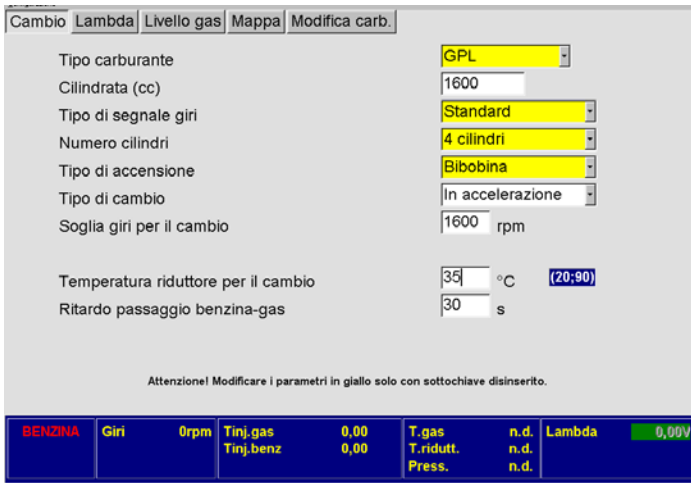 Cambio Lambda Livello gas Mappa Modifica carb.
Tipo carburante GPL
Cilindrata (cc) 1600
Tipo di segnale giri Standard
Numero cilindri 4 cilindri
Tipo di accensione Bibobina
Tipo di cambio In accelerazione
Soglia giri per il cambio 1600 rpm
Temperatura riduttore per il cambio 35 °C (20;90)
Ritardo passaggio benzina-gas 30 s
Attenzione! Modificare i parametri in giallo solo con sottochiave disinserito.
BENZINA Giri 0rpm Tinj.gas 0,00 T.gas n.d. Lambda 0,00V
Tinj.benz 0,00 T.ridutt. n.d.
Press. n.d.